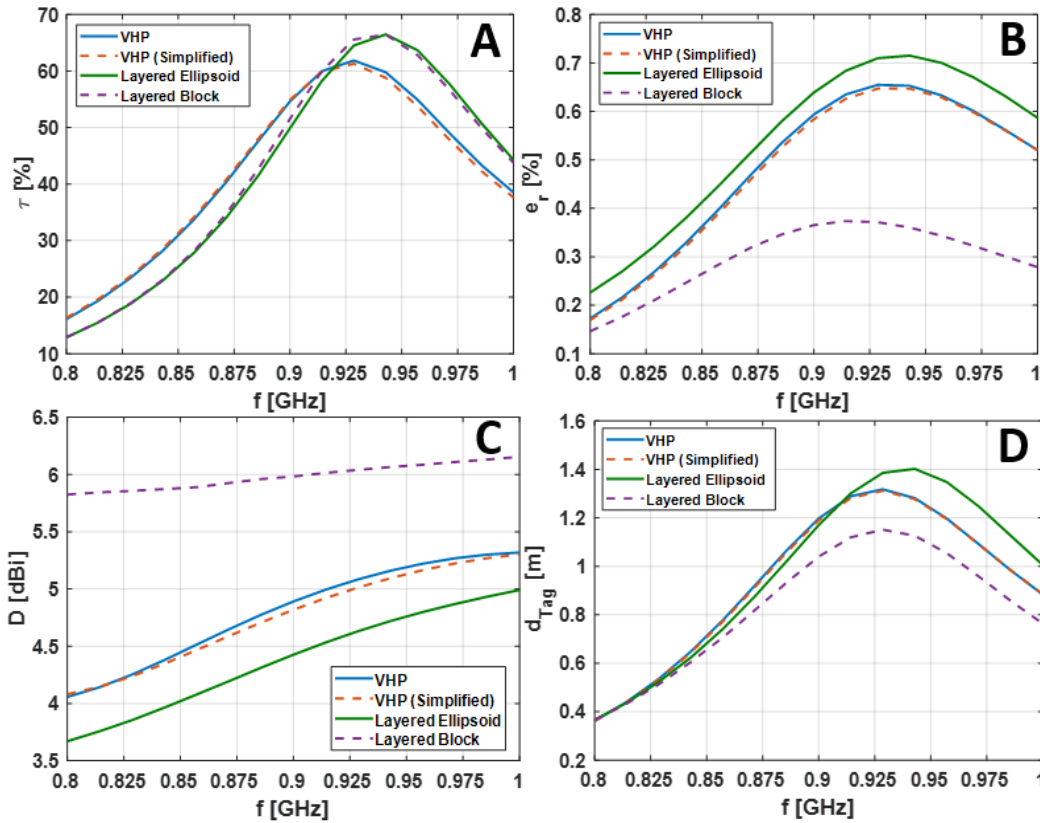 A
VHP
VHP (Simplified)
Layered Ellipsoid
Layered Block
70
60
50
40
30
20
10
τ [%]
0.8 0.825 0.85 0.875 0.9 0.925 0.95 0.975 1
f [GHz]
B
VHP
VHP (Simplified)
Layered Ellipsoid
Layered Block
0.8
0.7
0.6
0.5
0.4
0.3
0.2
0.1
er [%]
0.8 0.825 0.85 0.875 0.9 0.925 0.95 0.975 1
f [GHz]
C
6.5
6
5.5
5
4.5
4
3.5
D [dBi]
VHP
VHP (Simplified)
Layered Ellipsoid
Layered Block
0.8 0.825 0.85 0.875 0.9 0.925 0.95 0.975 1
f [GHz]
D
VHP
VHP (Simplified)
Layered Ellipsoid
Layered Block
1.6
1.4
1.2
1
0.8
0.6
0.4
0.2
dTag [m]
0.8 0.825 0.85 0.875 0.9 0.925 0.95 0.975 1
f [GHz]